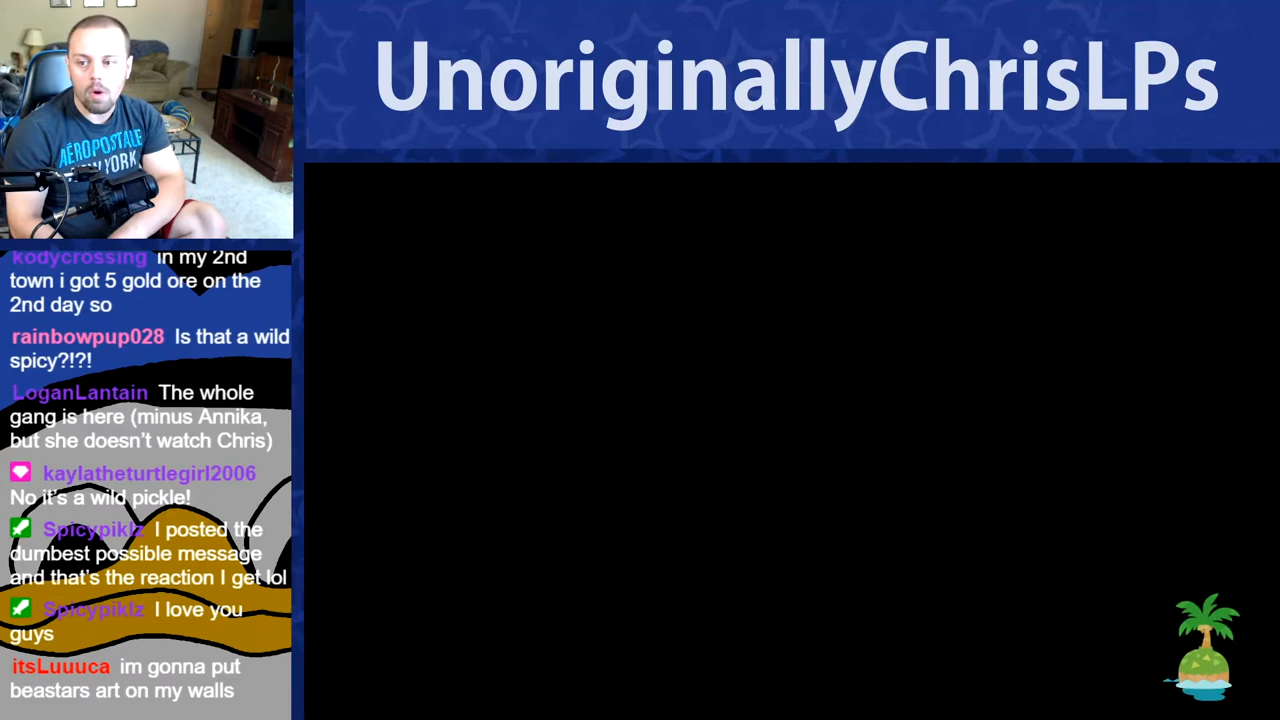 UnoriginallyChrisLPs
AÉROPOSTALE
NEW YORK
kodycrossing in my 2nd
town i got 5 gold ore on the
2nd day so
rainbowpup028 Is that a wild
spicy?!?!
LoganLantain The whole
gang is here (minus Annika,
but she doesn't watch Chris)
kaylatheturtlegirl2006
No it's a wild pickle!
Spicypiklz I posted the
dumbest possible message
and that's the reaction I get lol
Spicypiklz I love you
guys
itsLuuuca im gonna put
beastars art on my walls